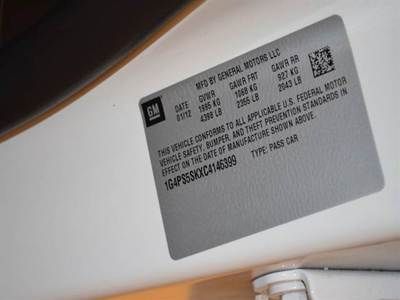 GM
MFD BY GENERAL MOTORS LLC
DATE GVWR GAWR FRT GAWR RR
01/12 1995 KG 1068 KG 927 KG
4398 LB 2355 LB 2043 LB
THIS VEHICLE CONFORMS TO ALL APPLICABLE U.S. FEDERAL MOTOR
VEHICLE SAFETY, BUMPER, AND THEFT PREVENTION STANDARDS IN
EFFECT ON THE DATE OF MANUFACTURE SHOWN ABOVE.
1G4PS5SKXC4146399 TYPE: PASS CAR